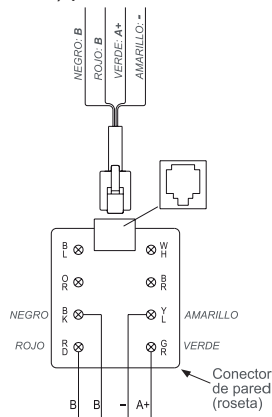 NEGRO: B
ROJO: B
VERDE: A+
AMARILLO: -
BL
WH
OR
BR
NEGRO
BK
YL
AMARILLO
ROJO
RD
GR
VERDE
B
B
-
A+
Conector
de pared
(roseta)